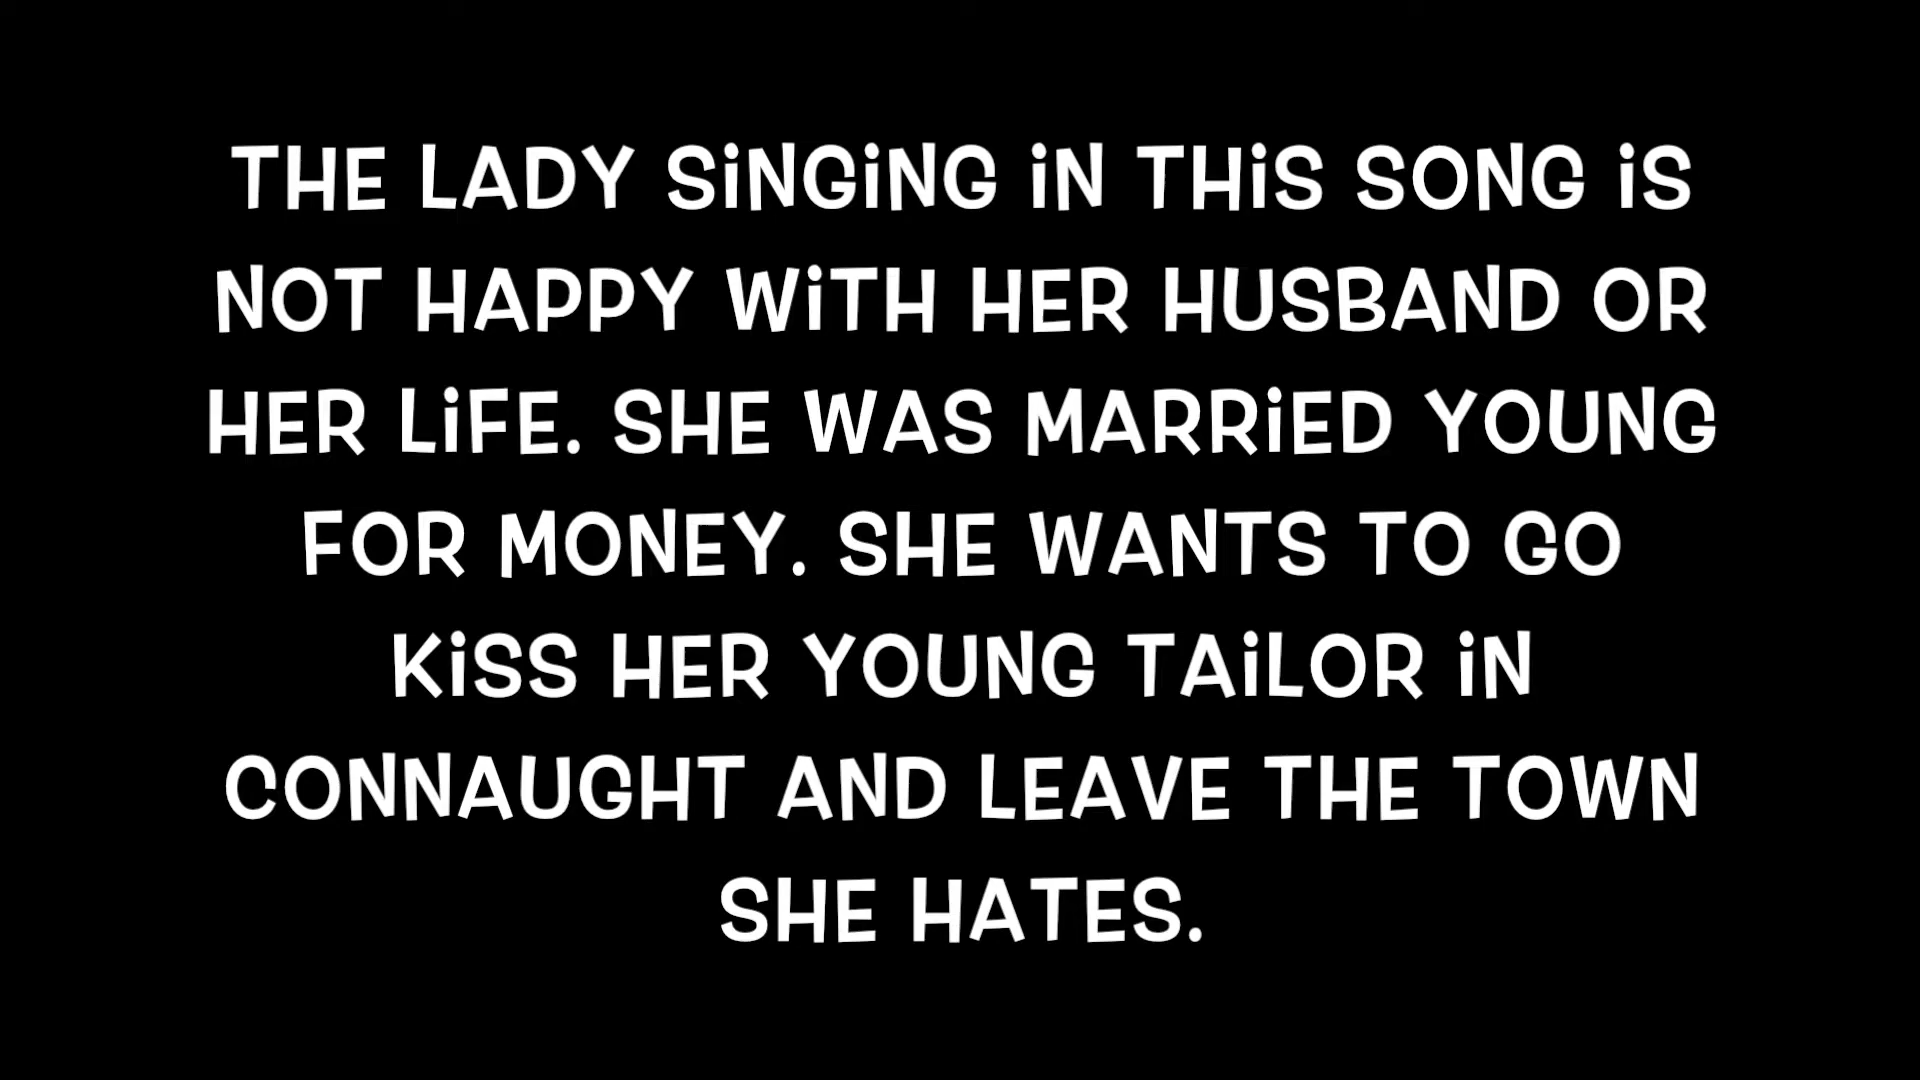 THE LADY SiNGiNG iN THiS SONG iS
NOT HAPPY WiTH HER HUSBAND OR
HER LiFE. SHE WAS MARRiED YOUNG
FOR MONEY. SHE WANTS TO GO
KiSS HER YOUNG TAiLOR iN
CONNAUGHT AND LEAVE THE TOWN
SHE HATES.